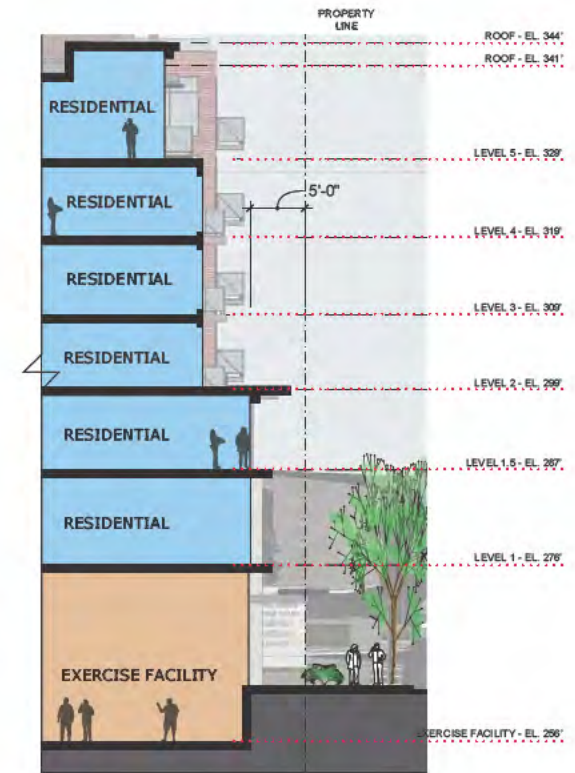 PROPERTY
LINE
ROOF - EL. 344'
ROOF - EL. 341'
RESIDENTIAL
LEVEL 5 - EL. 329'
5'-0"
RESIDENTIAL
LEVEL 4 - EL. 319'
RESIDENTIAL
LEVEL 3 - EL. 309'
RESIDENTIAL
LEVEL 2 - EL. 299'
RESIDENTIAL
LEVEL 1.5 - EL. 287'
RESIDENTIAL
LEVEL 1 - EL. 276'
EXERCISE FACILITY
EXERCISE FACILITY - EL. 256'